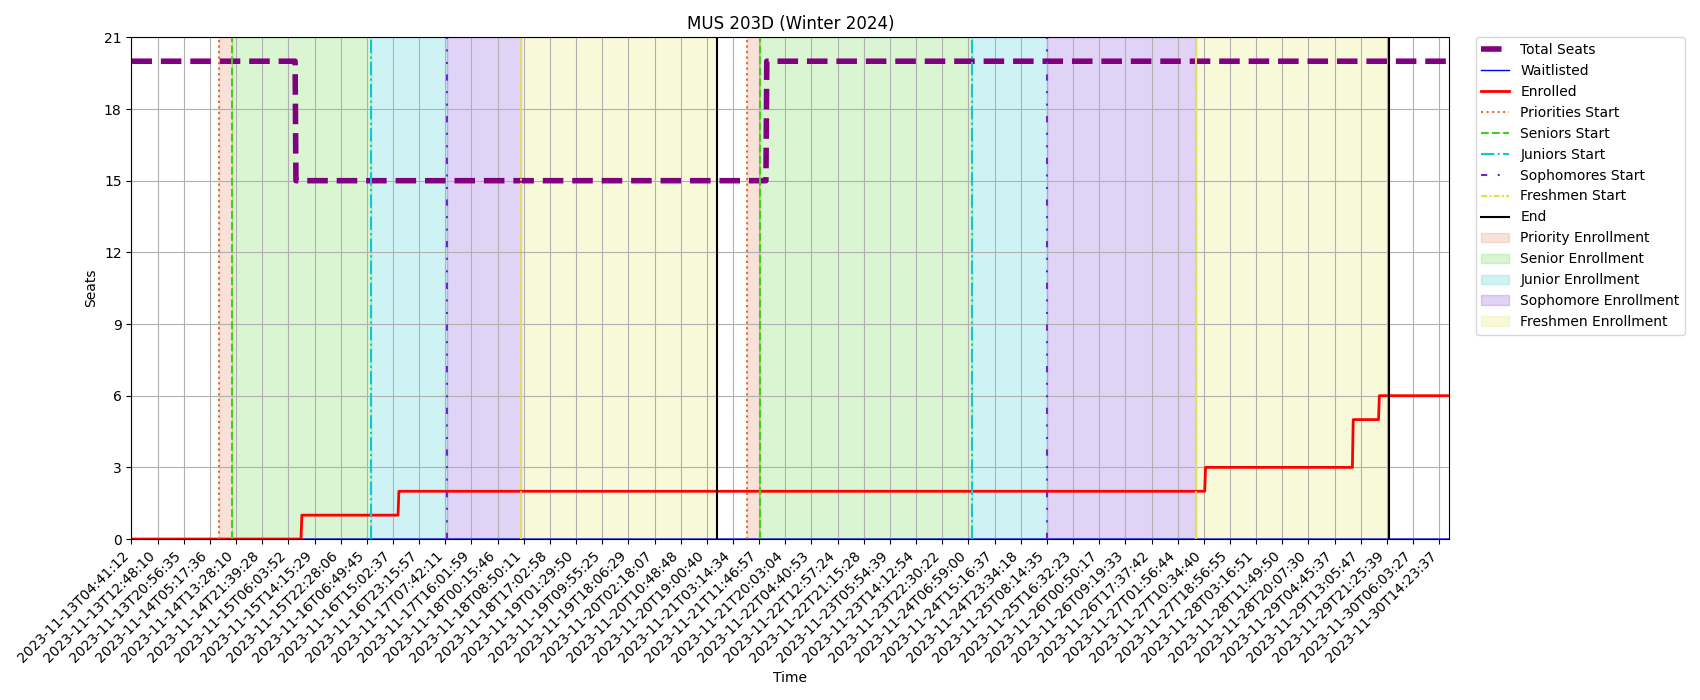 MUS 203D (Winter 2024)
21
18
15
12
9
6
3
0
Seats
2023-11-13T04:41:12
2023-11-13T12:48:10
2023-11-13T20:56:35
2023-11-14T05:17:36
2023-11-14T13:28:10
2023-11-14T21:39:28
2023-11-15T06:03:52
2023-11-15T14:15:29
2023-11-15T22:28:06
2023-11-16T06:49:45
2023-11-16T15:02:37
2023-11-16T23:15:57
2023-11-17T07:42:11
2023-11-17T16:01:59
2023-11-18T00:15:46
2023-11-18T08:50:11
2023-11-18T17:02:58
2023-11-19T01:29:50
2023-11-19T09:55:25
2023-11-19T18:06:29
2023-11-20T02:18:07
2023-11-20T10:48:48
2023-11-20T19:00:40
2023-11-21T03:14:34
2023-11-21T11:46:57
2023-11-21T20:03:04
2023-11-22T04:40:53
2023-11-22T12:57:24
2023-11-22T21:15:28
2023-11-23T05:54:39
2023-11-23T14:12:54
2023-11-23T22:30:22
2023-11-24T06:59:00
2023-11-24T15:16:37
2023-11-24T23:34:18
2023-11-25T08:14:35
2023-11-25T16:32:23
2023-11-26T00:50:17
2023-11-26T09:19:33
2023-11-26T17:37:42
2023-11-27T01:56:44
2023-11-27T10:34:40
2023-11-27T18:56:55
2023-11-28T03:16:51
2023-11-28T11:49:50
2023-11-28T20:07:30
2023-11-29T04:45:37
2023-11-29T13:05:47
2023-11-29T21:25:39
2023-11-30T06:03:27
2023-11-30T14:23:37
Time
Total Seats
Waitlisted
Enrolled
Priorities Start
Seniors Start
Juniors Start
Sophomores Start
Freshmen Start
End
Priority Enrollment
Senior Enrollment
Junior Enrollment
Sophomore Enrollment
Freshmen Enrollment